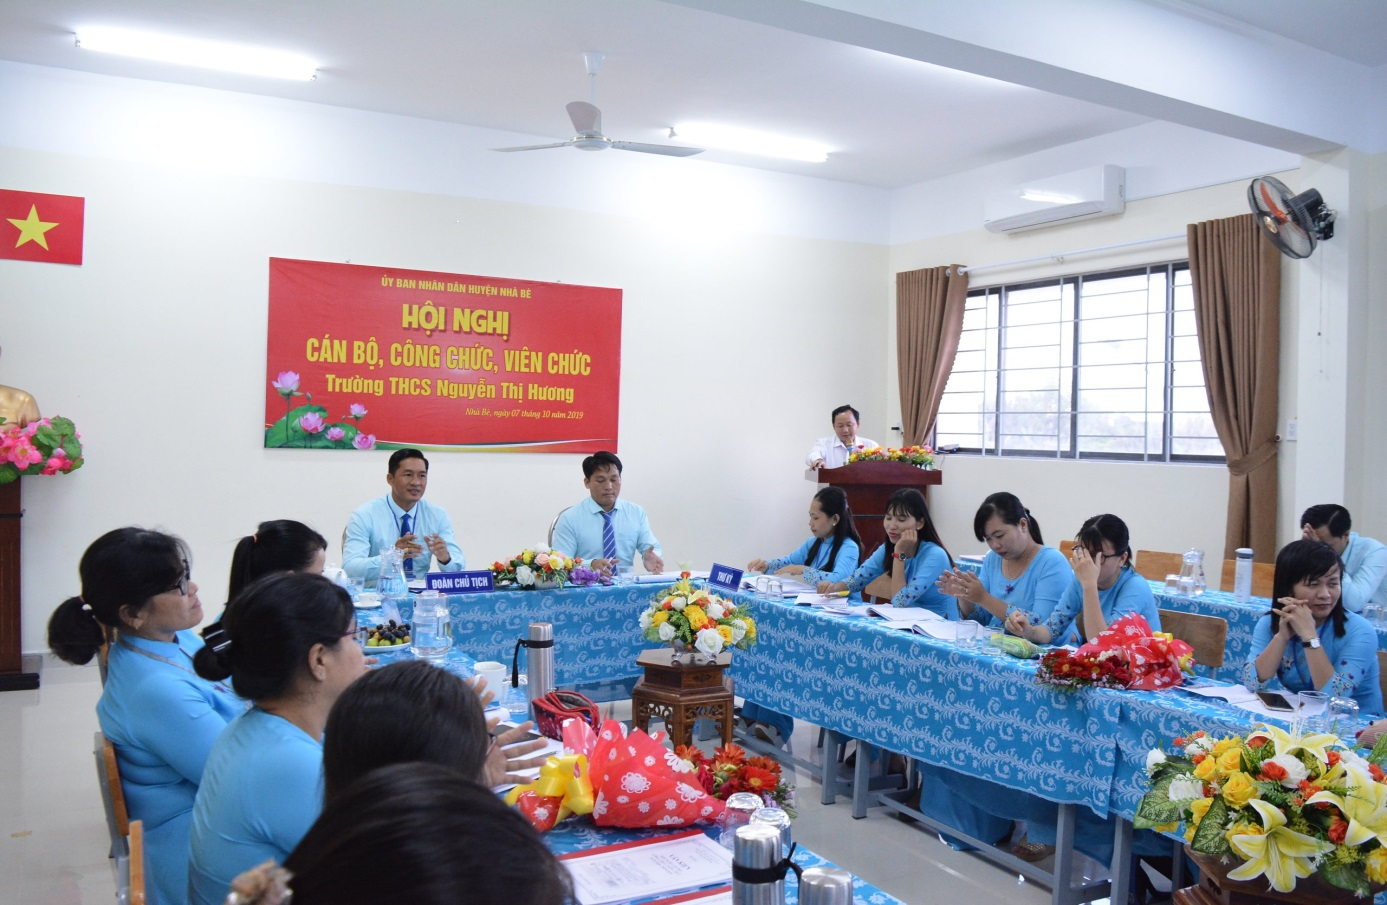 ỦY BAN NHÂN DÂN HUYỆN NHÀ BÈ
HỘI NGHỊ
CÁN BỘ, CÔNG CHỨC, VIÊN CHỨC
Trường THCS Nguyễn Thị Hương
Nhà Bè, ngày 07 tháng 10 năm 2019
ĐOÀN CHỦ TỊCH
THƯ KÝ